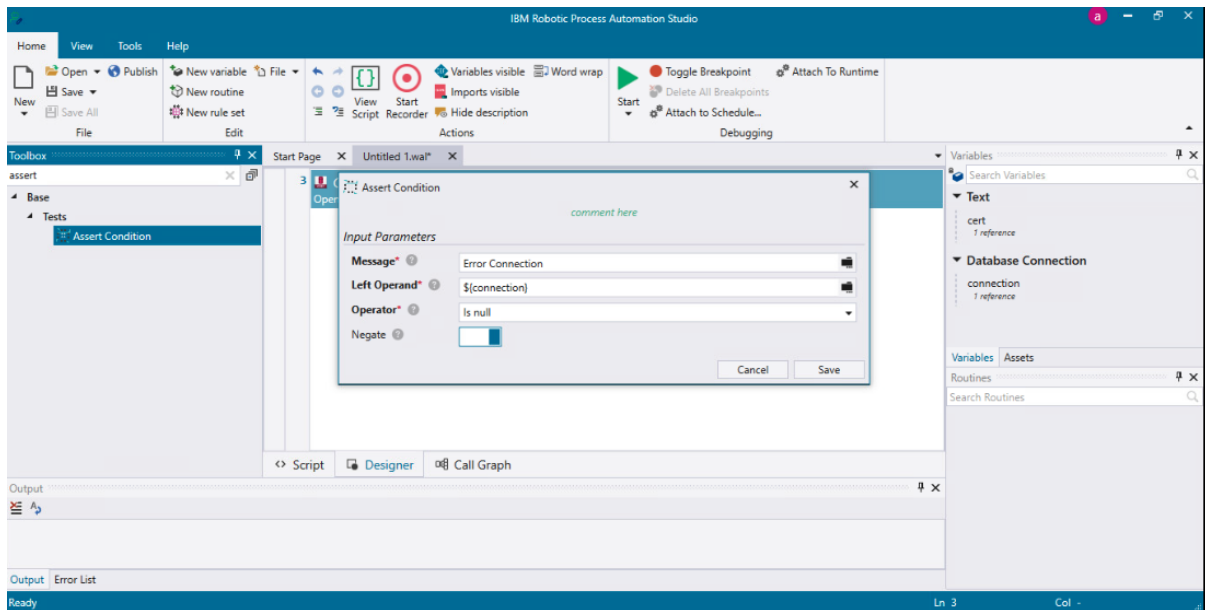 IBM Robotic Process Automation Studio
a
Home View Tools Help
Open Publish New variable File Variables visible Word wrap Toggle Breakpoint Attach To Runtime
New Save New routine View Script Start Recorder Imports visible Start Delete All Breakpoints
Save All New rule set Hide description Attach to Schedule...
File Edit Actions Debugging
Toolbox Start Page Untitled 1.wal* Variables
assert 3 Assert Condition Search Variables
Base Oper Text
Tests comment here cert
Assert Condition Input Parameters 1 reference
Message* Error Connection Database Connection
Left Operand* ${connection} connection
Operator* Is null 1 reference
Negate
Variables Assets
Cancel Save Routines
Search Routines
Script Designer Call Graph
Output
Output Error List
Ready Ln 3 Col -